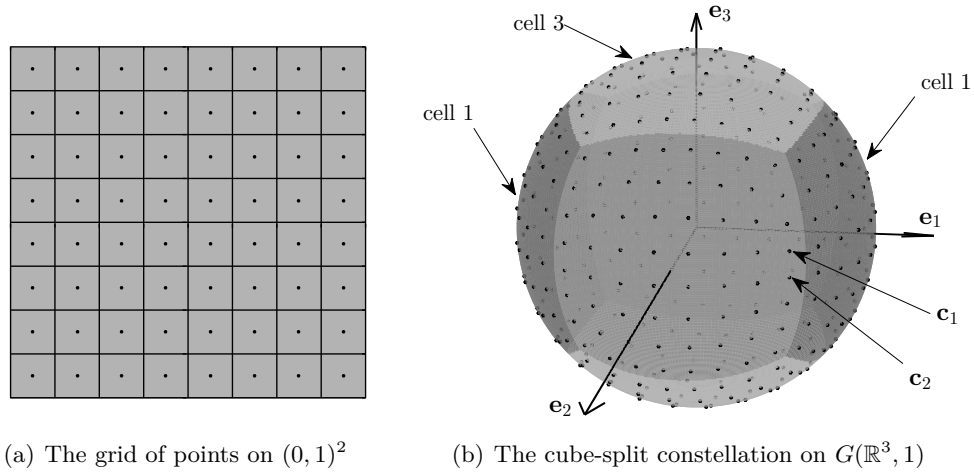 cell 3
e₃
cell 1
cell 1
e₁
c₁
c₂
e₂
(a) The grid of points on (0, 1)²
(b) The cube-split constellation on G(ℝ³, 1)